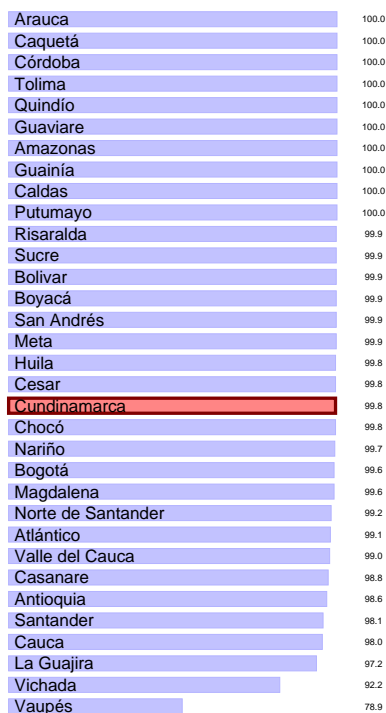 Arauca 100.0
Caquetá 100.0
Córdoba 100.0
Tolima 100.0
Quindío 100.0
Guaviare 100.0
Amazonas 100.0
Guainía 100.0
Caldas 100.0
Putumayo 100.0
Risaralda 99.9
Sucre 99.9
Bolivar 99.9
Boyacá 99.9
San Andrés 99.9
Meta 99.9
Huila 99.8
Cesar 99.8
Cundinamarca 99.8
Chocó 99.8
Nariño 99.7
Bogotá 99.6
Magdalena 99.6
Norte de Santander 99.2
Atlántico 99.1
Valle del Cauca 99.0
Casanare 98.8
Antioquia 98.6
Santander 98.1
Cauca 98.0
La Guajira 97.2
Vichada 92.2
Vaupés 78.9